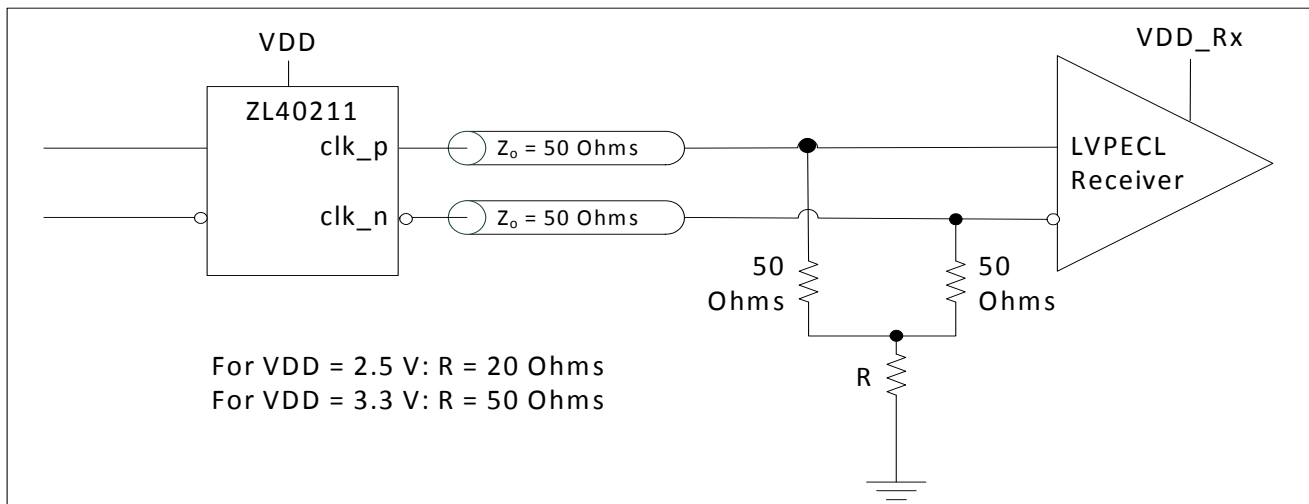 VDD
VDD_Rx
ZL40211
clk_p
Zₒ = 50 Ohms
LVPECL
Receiver
clk_n
Zₒ = 50 Ohms
50
Ohms
50
Ohms
For VDD = 2.5 V: R = 20 Ohms
For VDD = 3.3 V: R = 50 Ohms
R